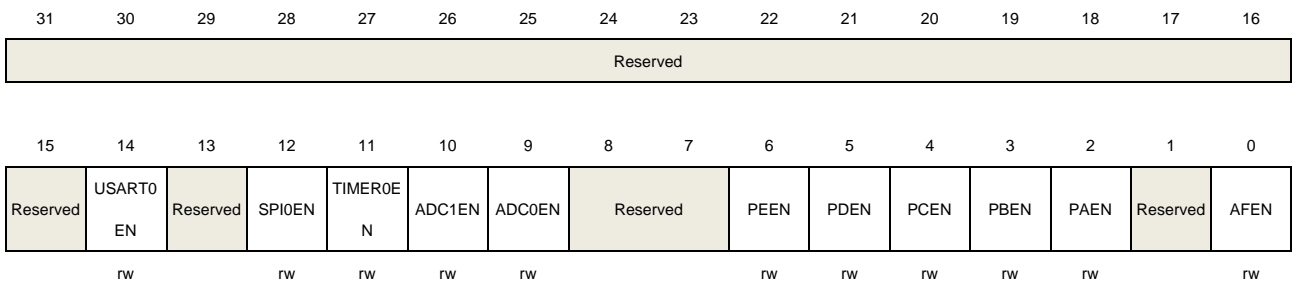 31 30 29 28 27 26 25 24 23 22 21 20 19 18 17 16
Reserved
15 14 13 12 11 10 9 8 7 6 5 4 3 2 1 0
Reserved USART0 EN Reserved SPI0EN TIMER0E N ADC1EN ADC0EN Reserved PEEN PDEN PCEN PBEN PAEN Reserved AFEN
rw rw rw rw rw rw rw rw rw rw rw